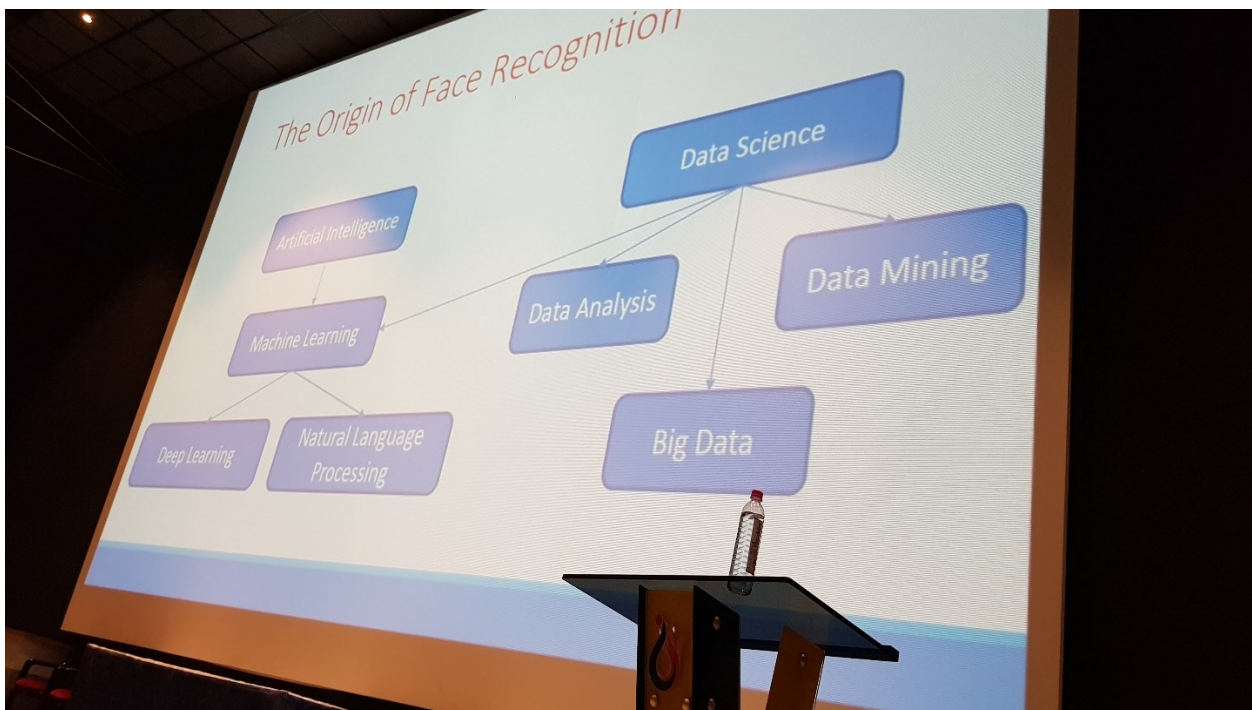 The Origin of Face Recognition
Data Science
Artificial Intelligence
Data Analysis
Data Mining
Machine Learning
Big Data
Deep Learning
Natural Language
Processing